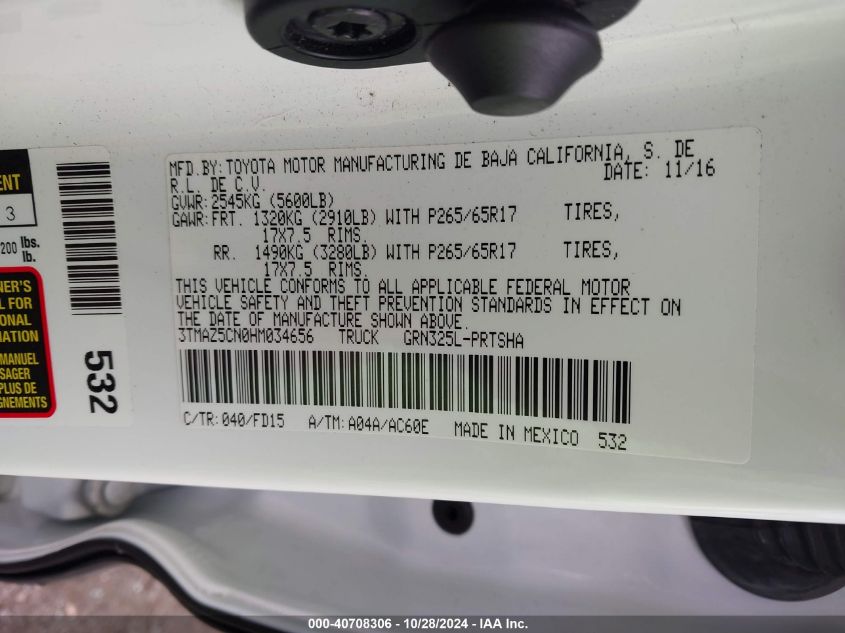 MFD.BY:TOYOTA MOTOR MANUFACTURING DE BAJA CALIFORNIA, S. DE
R.L. DE C.V. DATE: 11/16
GVWR:2545KG (5600LB)
GAWR:FRT. 1320KG (2910LB) WITH P265/65R17 TIRES,
17X7.5 RIMS.
RR. 1490KG (3280LB) WITH P265/65R17 TIRES,
17X7.5 RIMS.
THIS VEHICLE CONFORMS TO ALL APPLICABLE FEDERAL MOTOR
VEHICLE SAFETY AND THEFT PREVENTION STANDARDS IN EFFECT ON
THE DATE OF MANUFACTURE SHOWN ABOVE.
3TMAZ5CN0HM034656 TRUCK GRN325L-PRTSHA
C/TR:040/FD15 A/TM:A04A/AC60E MADE IN MEXICO 532
ENT
3
200 lbs.
lb.
NER'S
L FOR
ONAL
MATION
MANUEL
SAGER
PLUS DE
GNEMENTS
532
000-40708306 - 10/28/2024 - IAA Inc.